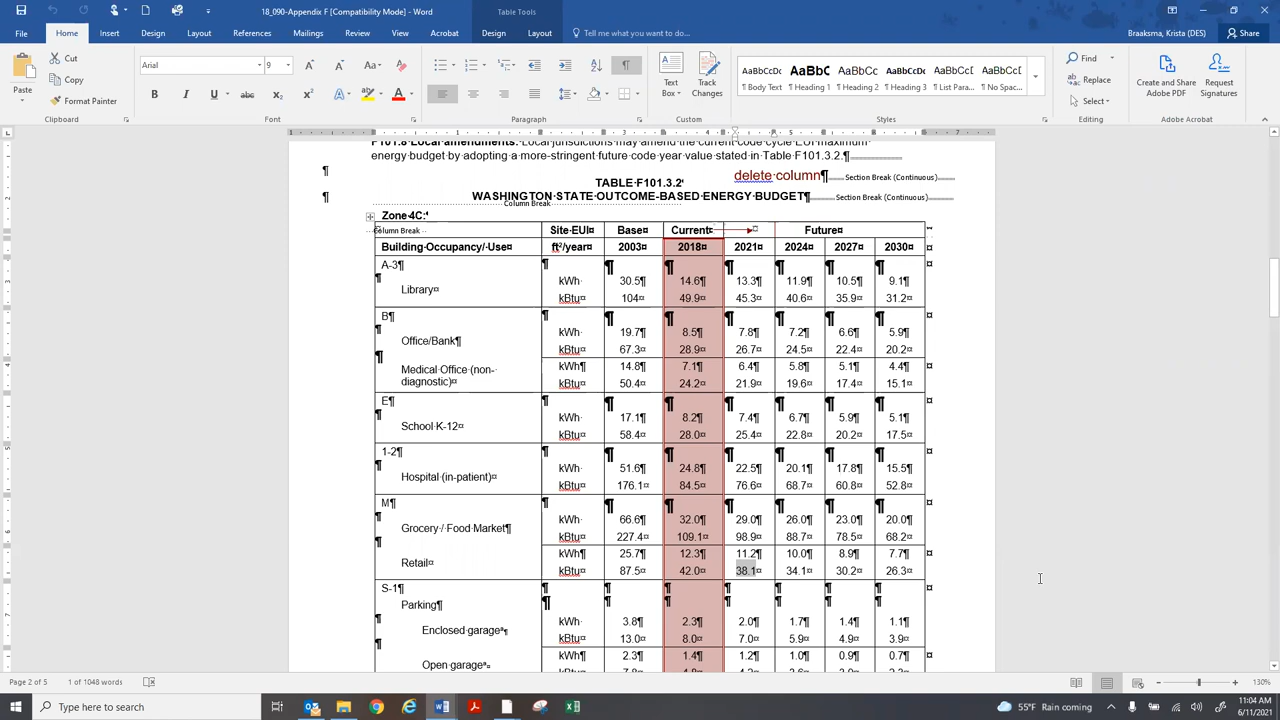 18_090-Appendix F changes [Compatibility Mode] - Word
Table Tools
Braaksma, Krista (DES)
File Home Insert Design Layout References Mailings Review View Acrobat Design Layout Tell me what you want to do... Share
Paste
Cut
Copy
Format Painter
Clipboard
Arial 9
Font
Paragraph
Text Box
Track Changes
Custom
AaBbCcDc ¶ Body Text
AaBbC ¶ Heading 1
AaBbCc ¶ Heading 2
AaBbCcDc ¶ Heading 3
AaBbCcD ¶ List Para...
AaBbCcD ¶ No Spac...
Styles
Find
Replace
Select
Editing
Create and Share Adobe PDF
Request Signatures
Adobe Acrobat
F101.8 Local amendments. Local jurisdictions may amend the current code cycle EUI maximum
energy budget by adopting a more-stringent future code year value stated in Table F101.3.2.¶
delete column¶ Section Break (Continuous)
TABLE F101.3.2
WASHINGTON STATE OUTCOME-BASED ENERGY BUDGET¶ Section Break (Continuous)
Column Break
Zone 4C:
Column Break
Site EUI Base Current Future
Building Occupancy/ Use ft²/year 2003 2018 2021 2024 2027 2030
A-3¶
Library
kWh 30.5¶ 14.6¶ 13.3¶ 11.9¶ 10.5¶ 9.1¶
kBtu 104 49.9 45.3 40.6 35.9 31.2
B¶
Office/Bank¶
kWh 19.7¶ 8.5¶ 7.8¶ 7.2¶ 6.6¶ 5.9¶
kBtu 67.3 28.9 26.7 24.5 22.4 20.2
Medical Office (non-
diagnostic)
kWh¶ 14.8¶ 7.1¶ 6.4¶ 5.8¶ 5.1¶ 4.4¶
kBtu 50.4 24.2 21.9 19.6 17.4 15.1
E¶
School K-12
kWh 17.1¶ 8.2¶ 7.4¶ 6.7¶ 5.9¶ 5.1¶
kBtu 58.4 28.0 25.4 22.8 20.2 17.5
1-2¶
Hospital (in-patient)
kWh 51.6¶ 24.8¶ 22.5¶ 20.1¶ 17.8¶ 15.5¶
kBtu 176.1 84.5 76.6 68.7 60.8 52.8
M¶
Grocery / Food Market¶
kWh 66.6¶ 32.0¶ 29.0¶ 26.0¶ 23.0¶ 20.0¶
kBtu 227.4 109.1 98.9 88.7 78.5 68.2
Retail
kWh 25.7¶ 12.3¶ 11.2¶ 10.0¶ 8.9¶ 7.7¶
kBtu 87.5 42.0 38.1 34.1 30.2 26.3
S-1¶
Parking¶
Enclosed garageª¶
kWh 3.8¶ 2.3¶ 2.0¶ 1.7¶ 1.4¶ 1.1¶
kBtu 13.0 8.0 7.0 5.9 4.9 3.9
Open garageª
kWh¶ 2.3¶ 1.4¶ 1.2¶ 1.0¶ 0.9¶ 0.7¶
Page 2 of 5 1 of 1048 words 130%
Type here to search
55°F Rain coming
11:04 AM
6/11/2021